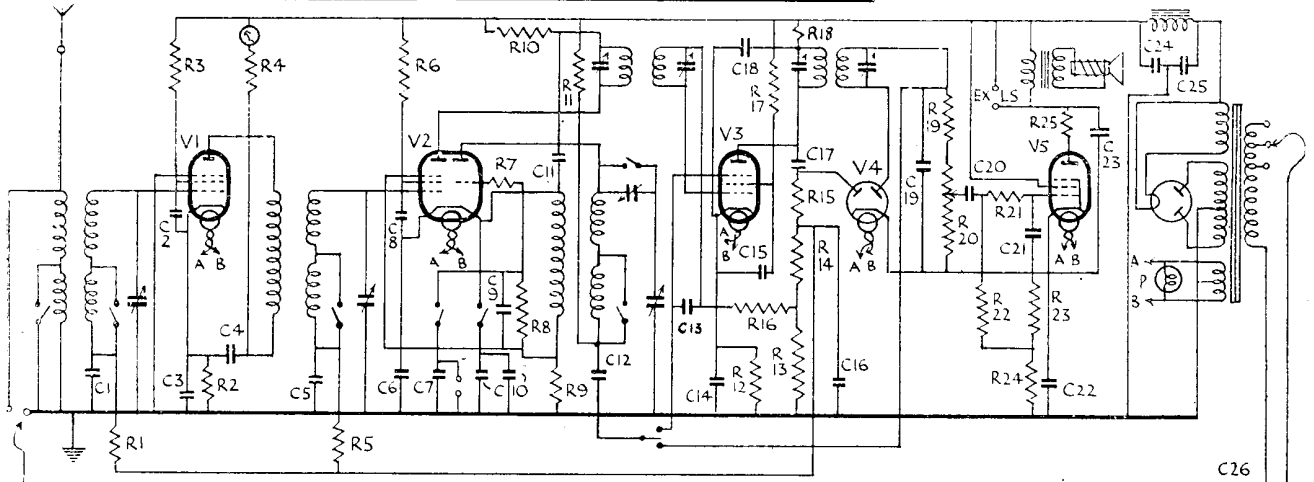 R3
R4
R6
R10
R11
C18
R17
R18
R19
EX LS
C24
C25
V1
V2
R7
C11
V3
C17
V4
C19
C20
R25
V5
C23
C2
C8
A B
A B
R15
A B
C15
R14
A B
R20
R21
C21
A B
A
P
B
C9
R8
C13
R16
R22
R23
C1
C3
R2
C4
C5
C6
C7
C10
R9
C12
C14
R12
R13
C16
R24
C22
R1
R5
C26